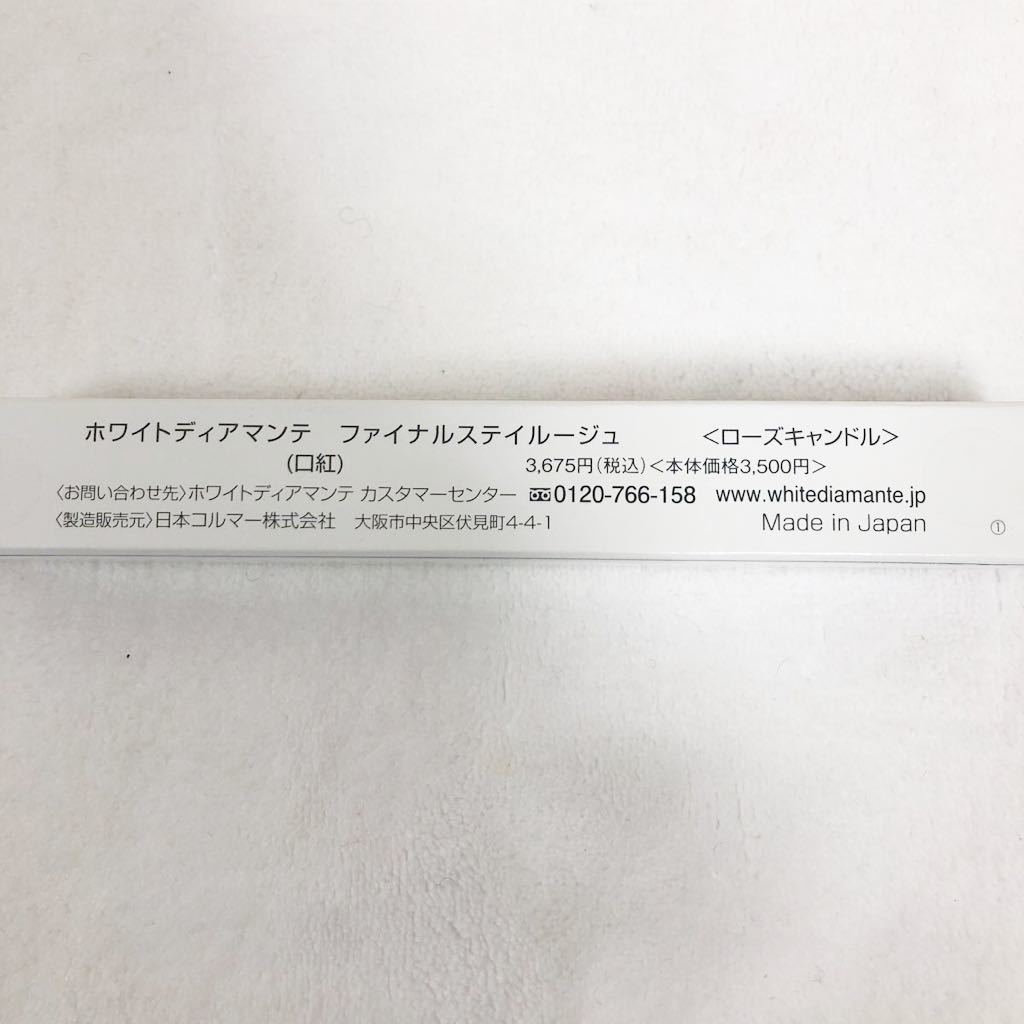 ホワイトディアマンテ　ファイナルステイルージュ　＜ローズキャンドル＞
(口紅)　3,675円(税込)＜本体価格3,500円＞
〈お問い合わせ先〉ホワイトディアマンテ カスタマーセンター 0120-766-158 www.whitediamante.jp
〈製造販売元〉日本コルマー株式会社　大阪市中央区伏見町4-4-1 Made in Japan ①